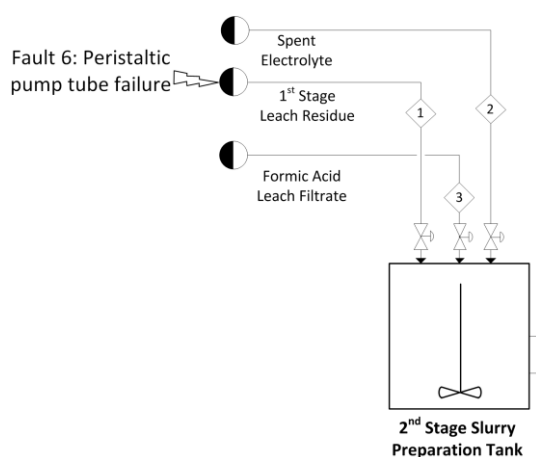 Spent
Electrolyte
Fault 6: Peristaltic
pump tube failure
1st Stage
Leach Residue
1
2
Formic Acid
Leach Filtrate
3
2nd Stage Slurry
Preparation Tank